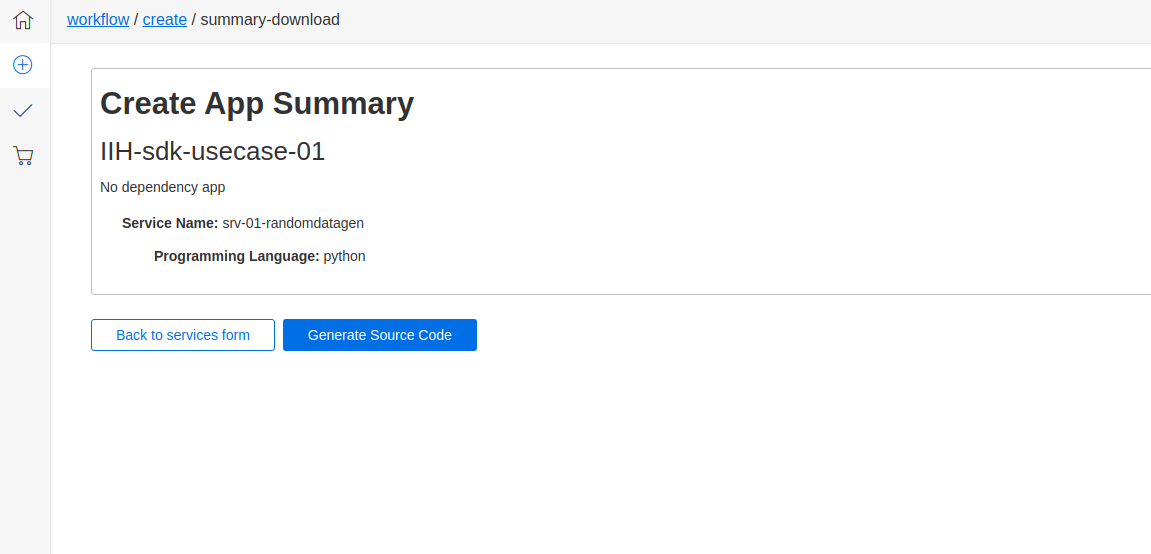 workflow / create / summary-download
Create App Summary
IIH-sdk-usecase-01
No dependency app
Service Name: srv-01-randomdatagen
Programming Language: python
Back to services form
Generate Source Code